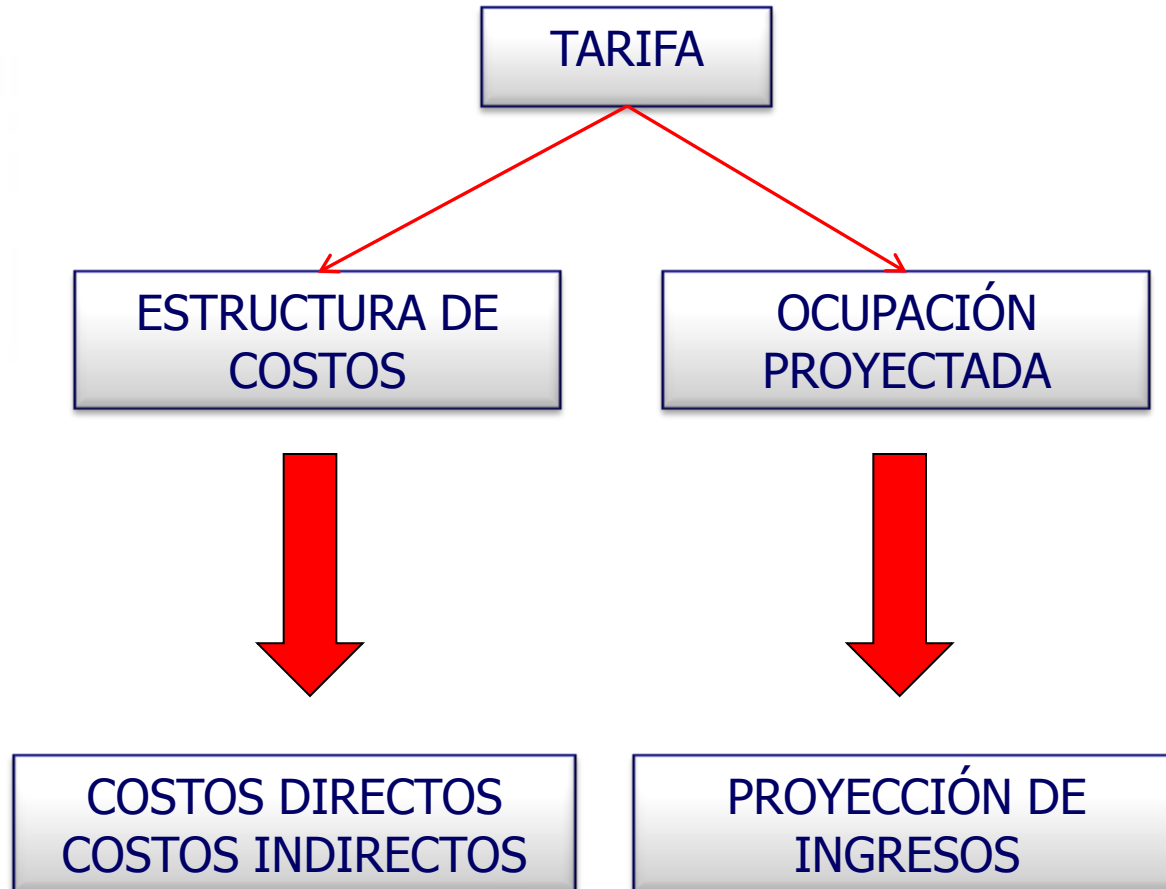 TARIFA
ESTRUCTURA DE
COSTOS
OCUPACIÓN
PROYECTADA
COSTOS DIRECTOS
COSTOS INDIRECTOS
PROYECCIÓN DE
INGRESOS